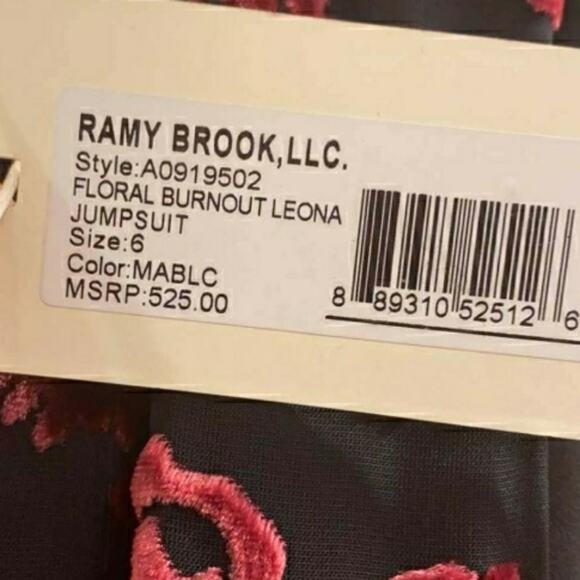 RAMY BROOK,LLC.
Style:A0919502
FLORAL BURNOUT LEONA
JUMPSUIT
Size:6
Color:MABLC
MSRP:525.00
8 89310 52512 6